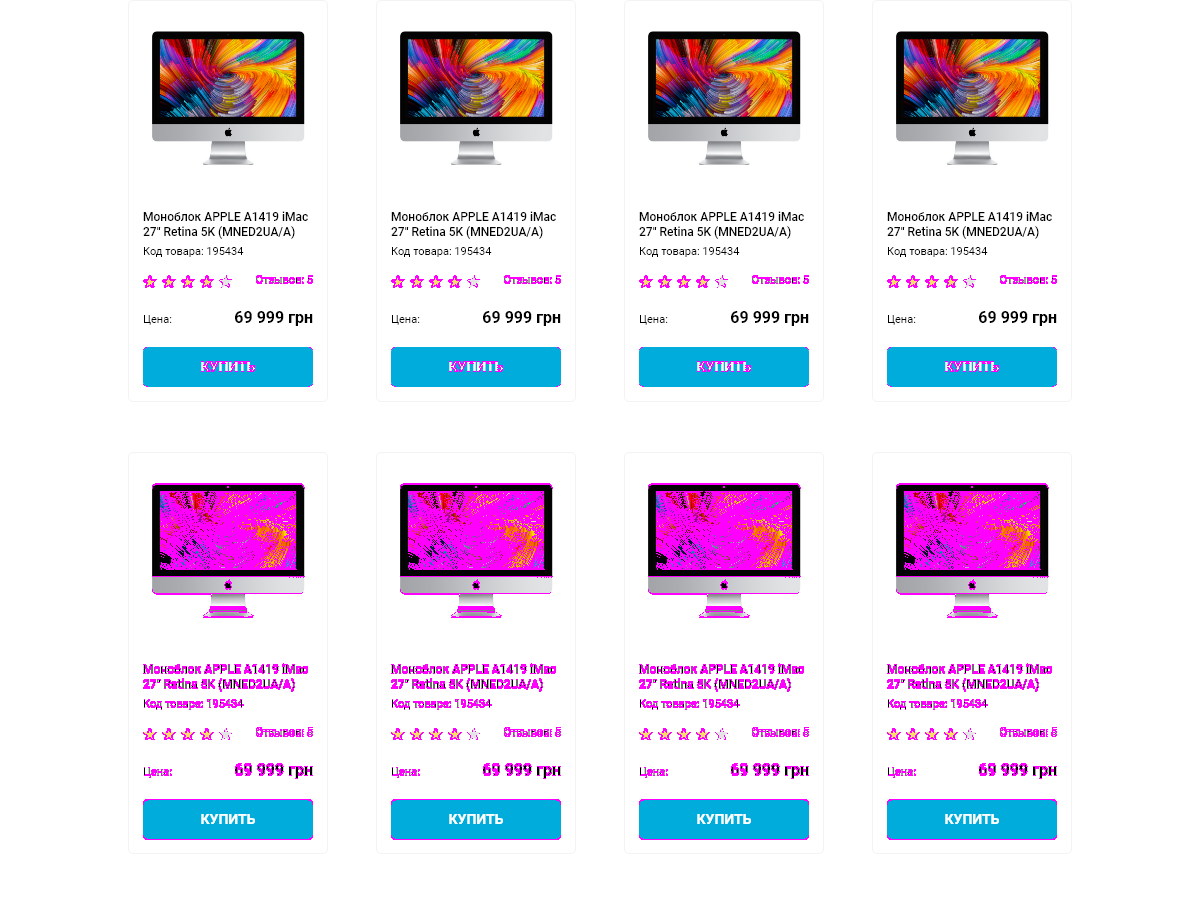 Моноблок APPLE A1419 iMac
27" Retina 5K (MNED2UA/A)
Код товара: 195434
Отзывов: 5
Цена: 69 999 грн
КУПИТЬ
Моноблок APPLE A1419 iMac
27" Retina 5K (MNED2UA/A)
Код товара: 195434
Отзывов: 5
Цена: 69 999 грн
КУПИТЬ
Моноблок APPLE A1419 iMac
27" Retina 5K (MNED2UA/A)
Код товара: 195434
Отзывов: 5
Цена: 69 999 грн
КУПИТЬ
Моноблок APPLE A1419 iMac
27" Retina 5K (MNED2UA/A)
Код товара: 195434
Отзывов: 5
Цена: 69 999 грн
КУПИТЬ
Моноблок APPLE A1419 iMac
27" Retina 5K (MNED2UA/A)
Код товара: 195434
Отзывов: 5
Цена: 69 999 грн
КУПИТЬ
Моноблок APPLE A1419 iMac
27" Retina 5K (MNED2UA/A)
Код товара: 195434
Отзывов: 5
Цена: 69 999 грн
КУПИТЬ
Моноблок APPLE A1419 iMac
27" Retina 5K (MNED2UA/A)
Код товара: 195434
Отзывов: 5
Цена: 69 999 грн
КУПИТЬ
Моноблок APPLE A1419 iMac
27" Retina 5K (MNED2UA/A)
Код товара: 195434
Отзывов: 5
Цена: 69 999 грн
КУПИТЬ